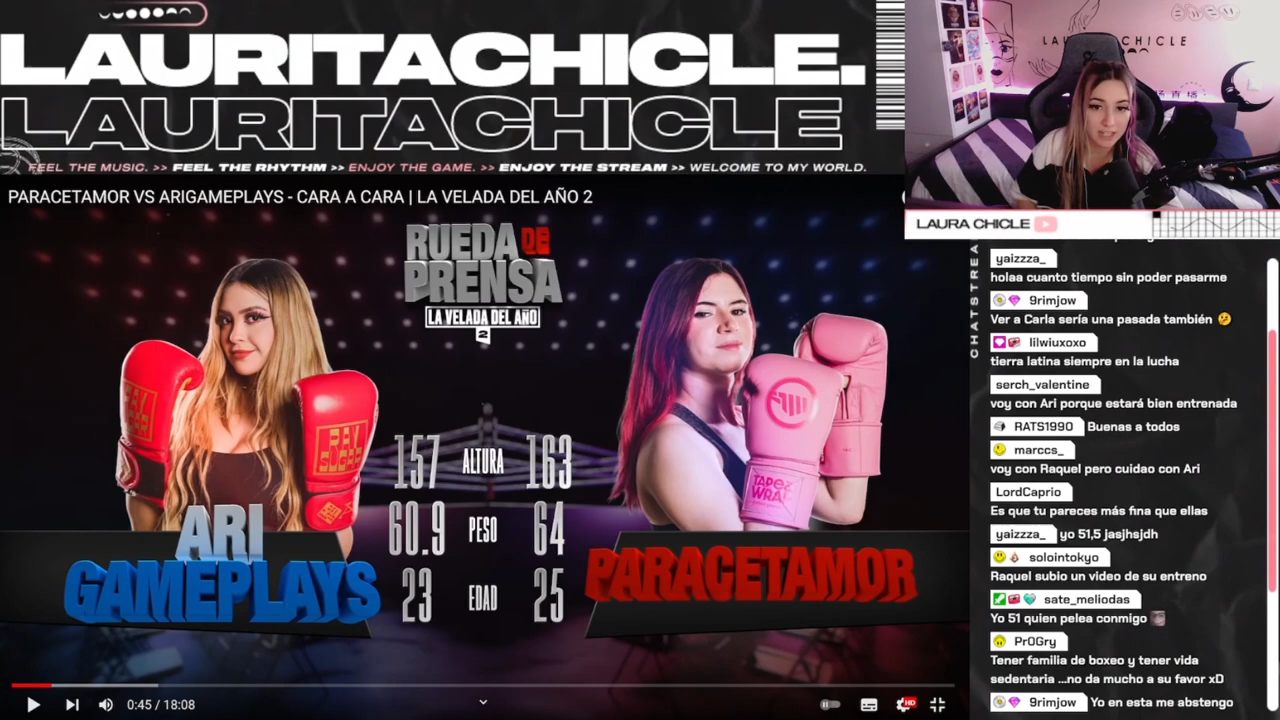 LAURITACHICLE.
LAURITACHICLE
FEEL THE MUSIC. >> FEEL THE RHYTHM >> ENJOY THE GAME. >> ENJOY THE STREAM >> WELCOME TO MY WORLD.
LAURA CHICLE
PARACETAMOR VS ARIGAMEPLAYS - CARA A CARA | LA VELADA DEL AÑO 2
RUEDA DE
PRENSA
LA VELADA DEL AÑO
2
157 ALTURA 163
60.9 PESO 64
23 EDAD 25
ARI
GAMEPLAYS
PARACETAMOR
TAPEZ
WRAP
0:45 / 18:08
HD
CHATSTREA
yaizzza_
holaa cuanto tiempo sin poder pasarme
9rimjow
Ver a Carla sería una pasada también
lilwiuxoxo
tierra latina siempre en la lucha
serch_valentine
voy con Ari porque estará bien entrenada
RATS1990 Buenas a todos
marccs_
voy con Raquel pero cuidao con Ari
LordCaprio
Es que tu pareces más fina que ellas
yaizzza_ yo 51,5 jasjhsjdh
solointokyo
Raquel subio un video de su entreno
sate_meliodas
Yo 51 quien pelea conmigo
Pr0Gry
Tener familia de boxeo y tener vida
sedentaria ...no da mucho a su favor xD
9rimjow Yo en esta me abstengo